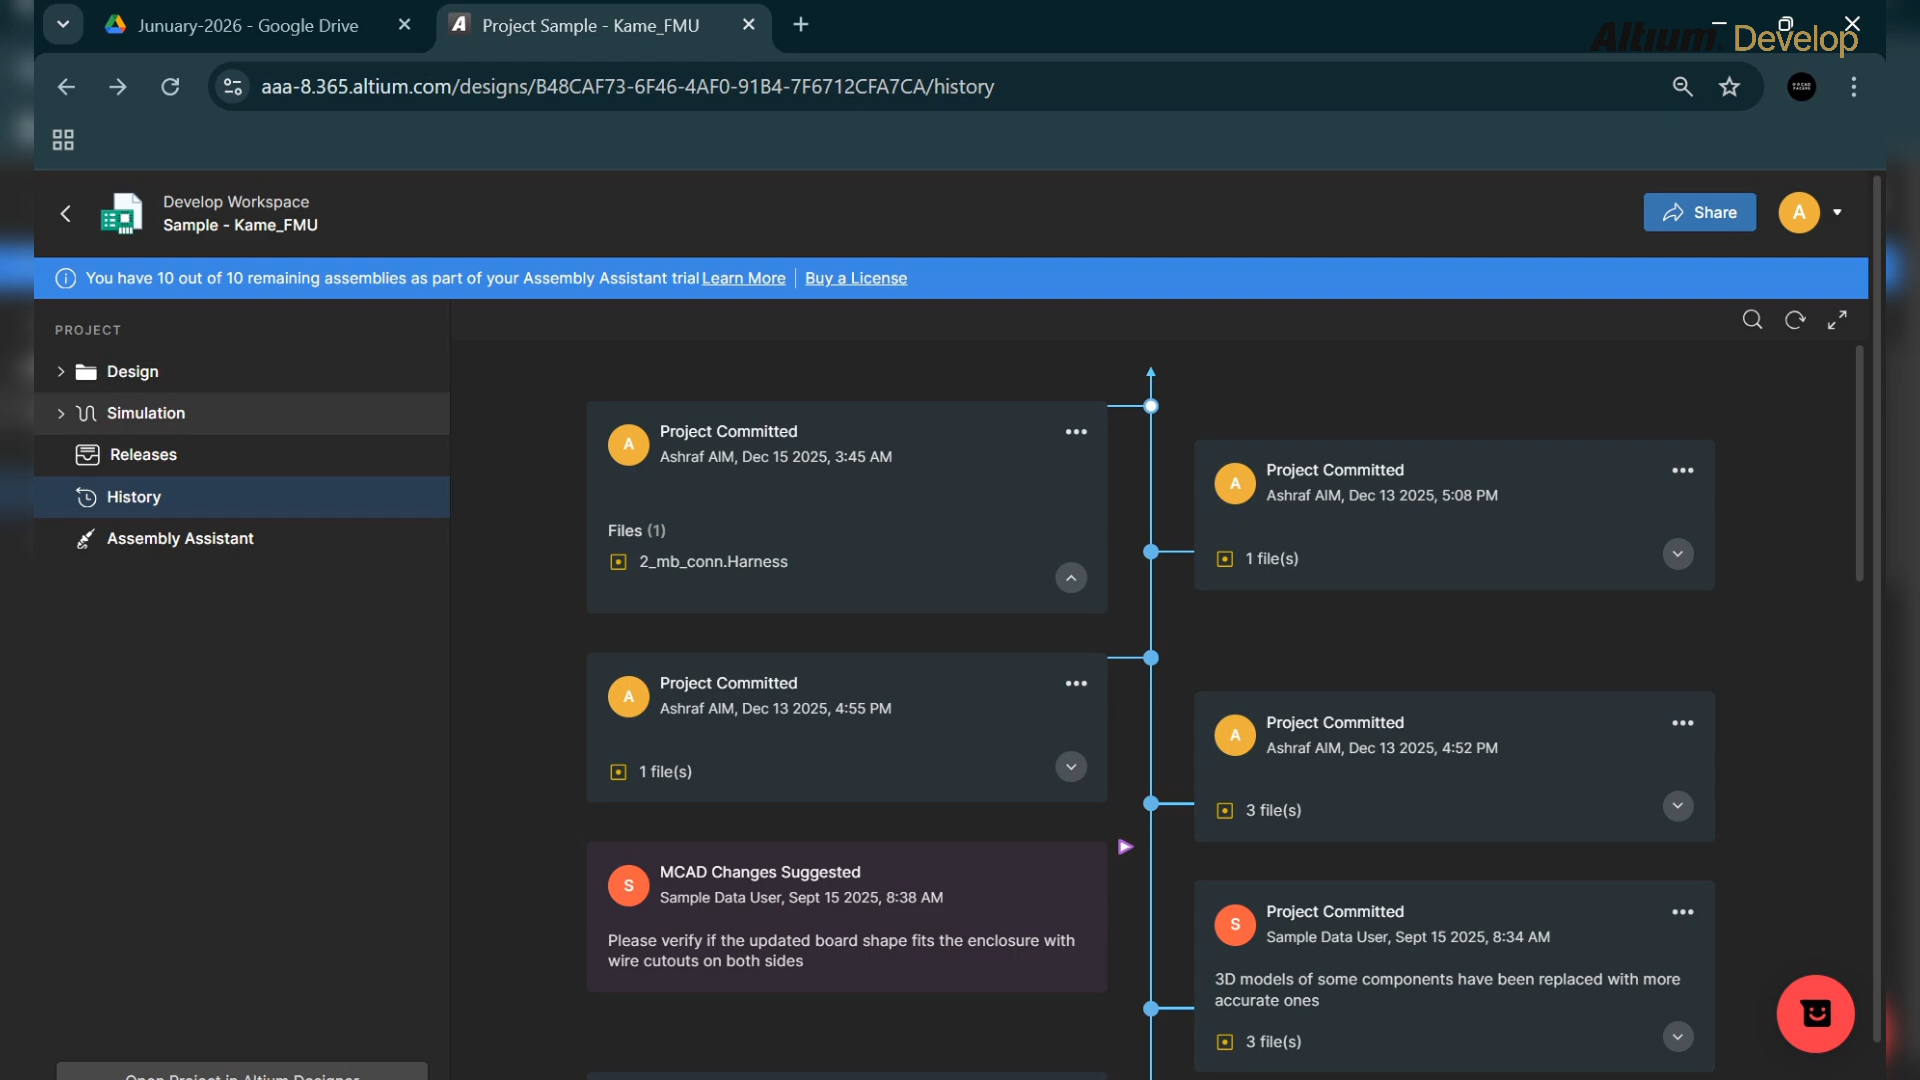 Junuary-2026 - Google Drive
Project Sample - Kame_FMU
Altium Develop
aaa-8.365.altium.com/designs/B48CAF73-6F46-4AF0-91B4-7F6712CFA7CA/history
Develop Workspace
Sample - Kame_FMU
Share
A
You have 10 out of 10 remaining assemblies as part of your Assembly Assistant trial Learn More
Buy a License
PROJECT
Design
Simulation
Releases
History
Assembly Assistant
A
Project Committed
Ashraf AIM, Dec 15 2025, 3:45 AM
Files (1)
2_mb_conn.Harness
A
Project Committed
Ashraf AIM, Dec 13 2025, 5:08 PM
1 file(s)
A
Project Committed
Ashraf AIM, Dec 13 2025, 4:55 PM
1 file(s)
A
Project Committed
Ashraf AIM, Dec 13 2025, 4:52 PM
3 file(s)
S
MCAD Changes Suggested
Sample Data User, Sept 15 2025, 8:38 AM
Please verify if the updated board shape fits the enclosure with
wire cutouts on both sides
S
Project Committed
Sample Data User, Sept 15 2025, 8:34 AM
3D models of some components have been replaced with more
accurate ones
3 file(s)
Open Project in Altium Designer